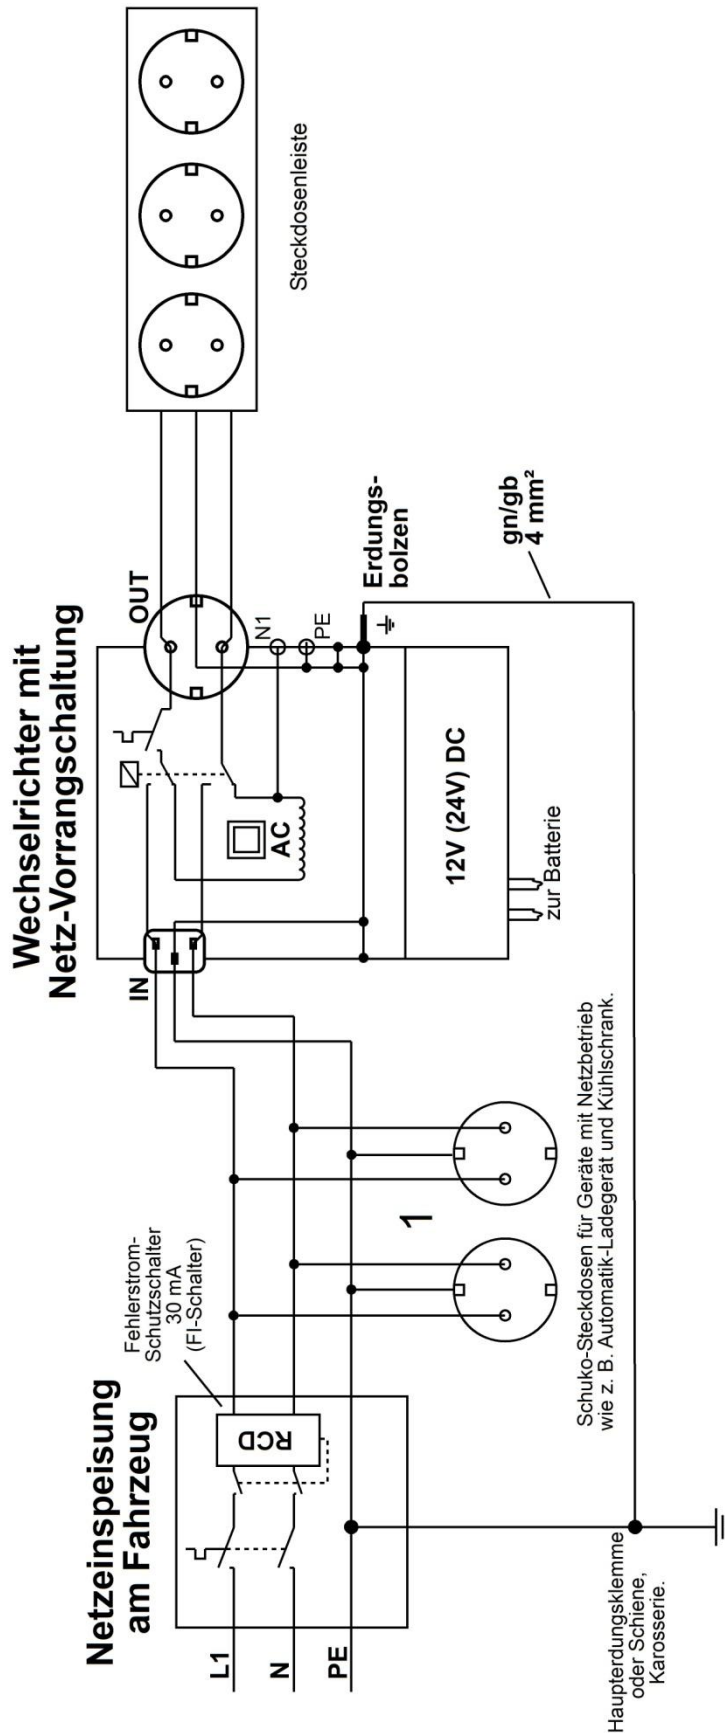 Wechselrichter mit
Netz-Vorrangschaltung
Netzeinspeisung
am Fahrzeug
Fehlerstrom-
Schutzschalter
30 mA
(FI-Schalter)
L1
N
PE
RCD
1
IN
OUT
AC
N1
PE
Erdungs-
bolzen
12V (24V) DC
zur Batterie
gn/gb
4 mm²
Steckdosenleiste
Schuko-Steckdosen für Geräte mit Netzbetrieb
wie z. B. Automatik-Ladegerät und Kühlschrank.
Haupterdungsklemme
oder Schiene,
Karosserie.